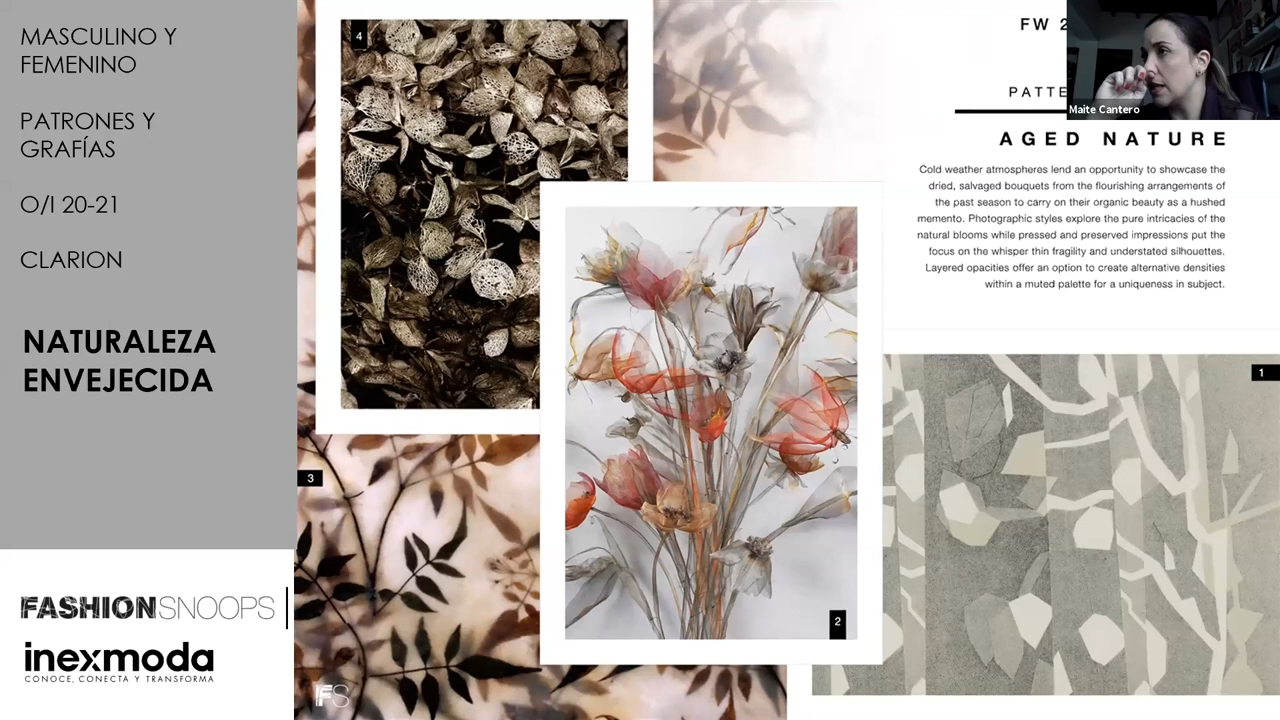 MASCULINO Y
FEMENINO
PATRONES Y
GRAFÍAS
O/I 20-21
CLARION
NATURALEZA
ENVEJECIDA
FASHIONSNOOPS
inexmoda
CONOCE, CONECTA Y TRANSFORMA
4
3
FS
2
FW 2
PATTE
Maite Cantero
AGED NATURE
Cold weather atmospheres lend an opportunity to showcase the
dried, salvaged bouquets from the flourishing arrangements of
the past season to carry on their organic beauty as a hushed
memento. Photographic styles explore the pure intricacies of the
natural blooms while pressed and preserved impressions put the
focus on the whisper thin fragility and understated silhouettes.
Layered opacities offer an option to create alternative densities
within a muted palette for a uniqueness in subject.
1